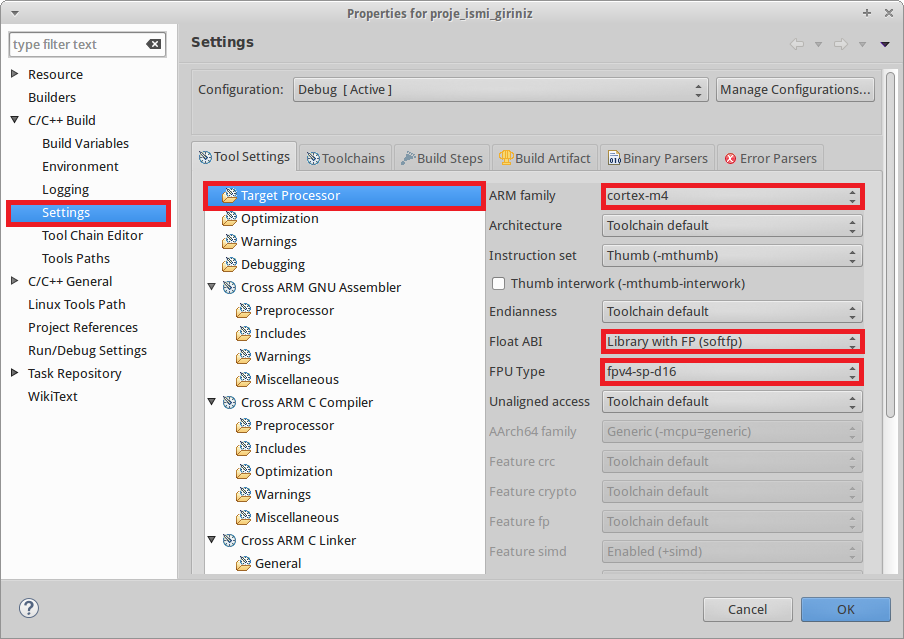 Properties for proje_ismi_giriniz
type filter text
Resource
Builders
C/C++ Build
Build Variables
Environment
Logging
Settings
Tool Chain Editor
Tools Paths
C/C++ General
Linux Tools Path
Project References
Run/Debug Settings
Task Repository
WikiText
Settings
Configuration: Debug [ Active ] Manage Configurations...
Tool Settings Toolchains Build Steps Build Artifact Binary Parsers Error Parsers
Target Processor
Optimization
Warnings
Debugging
Cross ARM GNU Assembler
Preprocessor
Includes
Warnings
Miscellaneous
Cross ARM C Compiler
Preprocessor
Includes
Optimization
Warnings
Miscellaneous
Cross ARM C Linker
General
ARM family cortex-m4
Architecture Toolchain default
Instruction set Thumb (-mthumb)
Thumb interwork (-mthumb-interwork)
Endianness Toolchain default
Float ABI Library with FP (softfp)
FPU Type fpv4-sp-d16
Unaligned access Toolchain default
AArch64 family Generic (-mcpu=generic)
Feature crc Toolchain default
Feature crypto Toolchain default
Feature fp Toolchain default
Feature simd Enabled (+simd)
Cancel OK